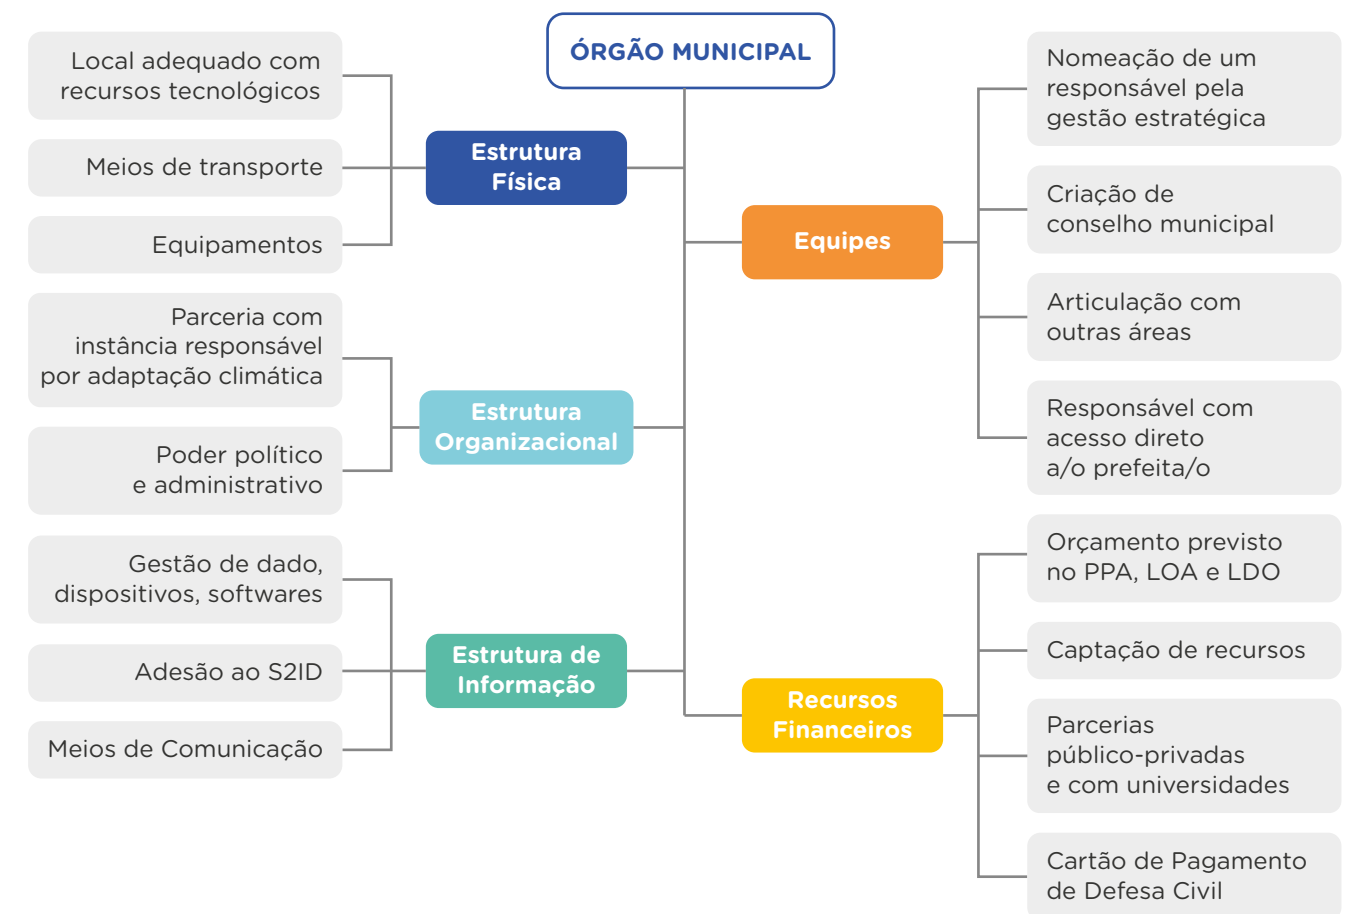 ÓRGÃO MUNICIPAL
Estrutura
Física
Local adequado com
recursos tecnológicos
Meios de transporte
Equipamentos
Estrutura
Organizacional
Parceria com
instância responsável
por adaptação climática
Poder político
e administrativo
Estrutura de
Informação
Gestão de dado,
dispositivos, softwares
Adesão ao S2ID
Meios de Comunicação
Equipes
Nomeação de um
responsável pela
gestão estratégica
Criação de
conselho municipal
Articulação com
outras áreas
Responsável com
acesso direto
a/o prefeita/o
Recursos
Financeiros
Orçamento previsto
no PPA, LOA e LDO
Captação de recursos
Parcerias
público-privadas
e com universidades
Cartão de Pagamento
de Defesa Civil